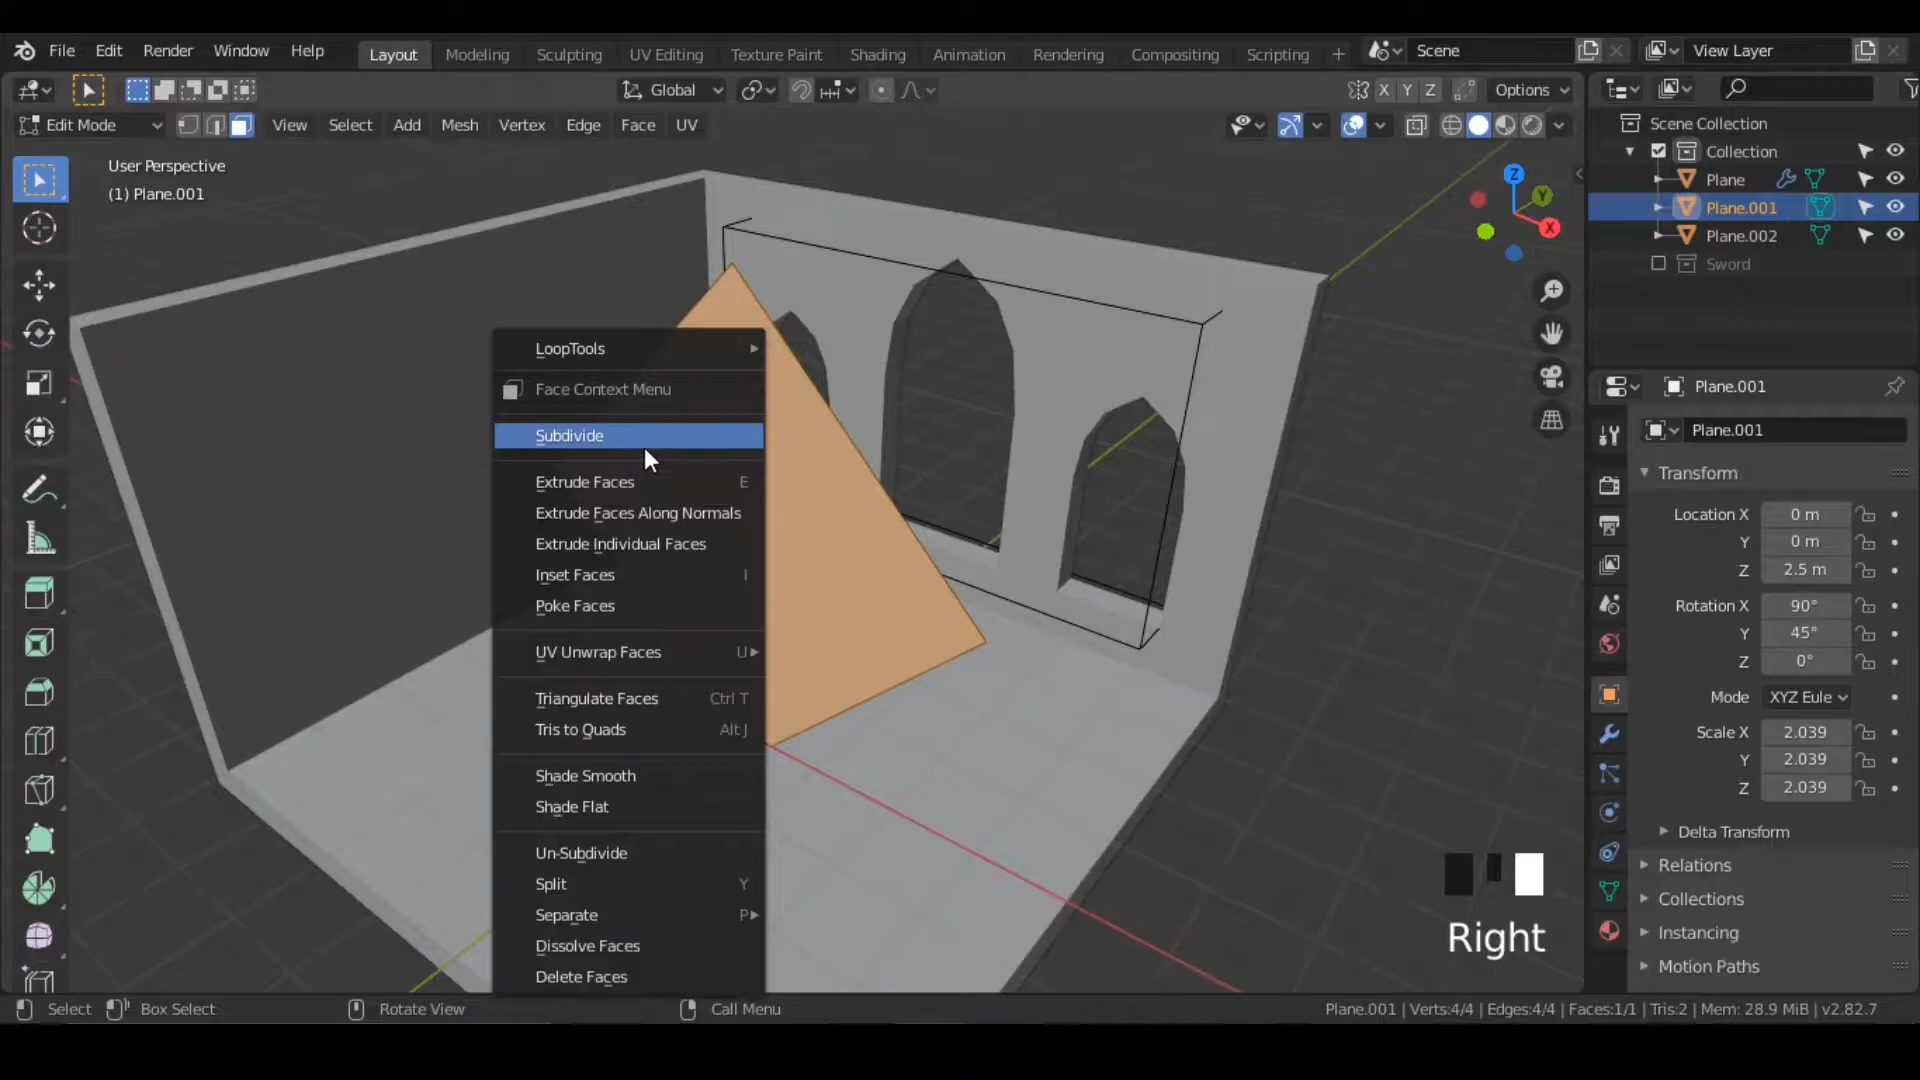 File Edit Render Window Help Layout Modeling Sculpting UV Editing Texture Paint Shading Animation Rendering Compositing Scripting + Scene View Layer
Global X Y Z Options
Edit Mode View Select Add Mesh Vertex Edge Face UV
User Perspective
(1) Plane.001
Scene Collection
Collection
Plane
Plane.001
Plane.002
Sword
Z
Y
X
LoopTools
Face Context Menu
Subdivide
Extrude Faces E
Extrude Faces Along Normals
Extrude Individual Faces
Inset Faces I
Poke Faces
UV Unwrap Faces U
Triangulate Faces Ctrl T
Tris to Quads Alt J
Shade Smooth
Shade Flat
Un-Subdivide
Split Y
Separate P
Dissolve Faces
Delete Faces
Plane.001
Plane.001
Transform
Location X 0 m
Y 0 m
Z 2.5 m
Rotation X 90°
Y 45°
Z 0°
Mode XYZ Eule
Scale X 2.039
Y 2.039
Z 2.039
Delta Transform
Relations
Collections
Instancing
Motion Paths
Right
Select Box Select Rotate View Call Menu Plane.001 | Verts:4/4 | Edges:4/4 | Faces:1/1 | Tris:2 | Mem: 28.9 MiB | v2.82.7